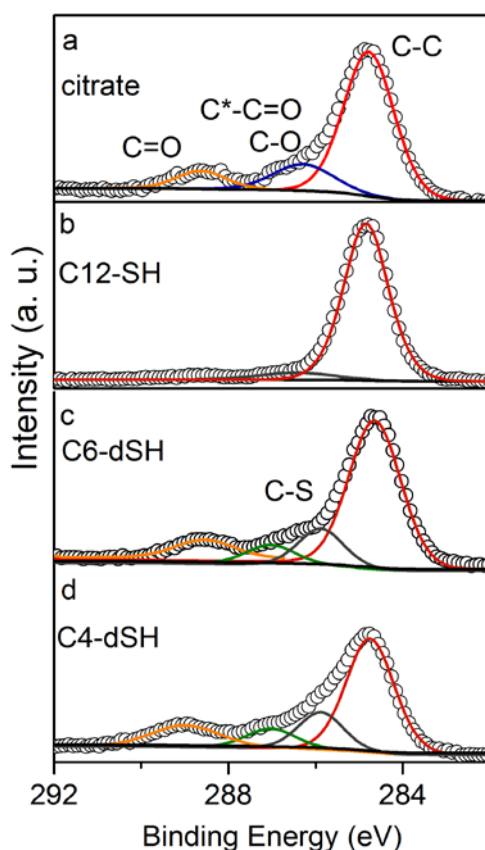 a
C-C
citrate
C*-C=O
C=O
C-O
b
C12-SH
c
C6-dSH
C-S
d
C4-dSH
292
288
284
Binding Energy (eV)
Intensity (a. u.)